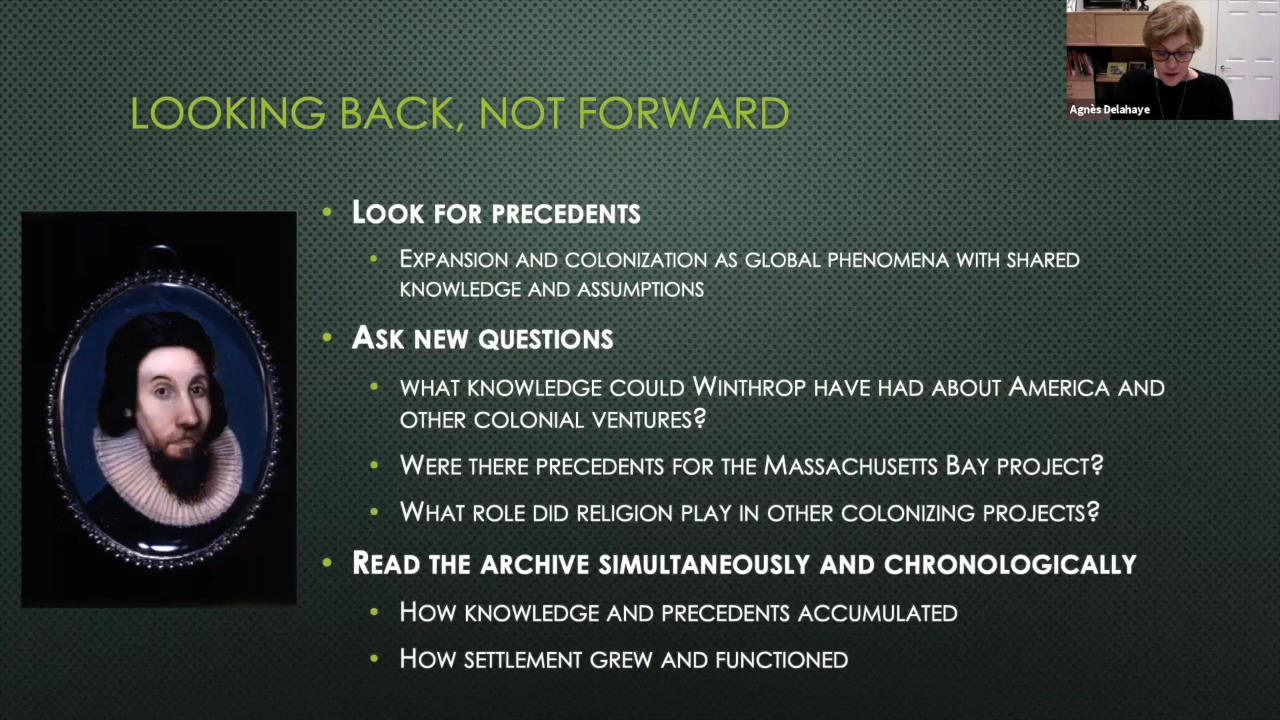 LOOKING BACK, NOT FORWARD
Agnès Delahaye
• LOOK FOR PRECEDENTS
• EXPANSION AND COLONIZATION AS GLOBAL PHENOMENA WITH SHARED
KNOWLEDGE AND ASSUMPTIONS
• ASK NEW QUESTIONS
• WHAT KNOWLEDGE COULD WINTHROP HAVE HAD ABOUT AMERICA AND
OTHER COLONIAL VENTURES?
• WERE THERE PRECEDENTS FOR THE MASSACHUSETTS BAY PROJECT?
• WHAT ROLE DID RELIGION PLAY IN OTHER COLONIZING PROJECTS?
• READ THE ARCHIVE SIMULTANEOUSLY AND CHRONOLOGICALLY
• HOW KNOWLEDGE AND PRECEDENTS ACCUMULATED
• HOW SETTLEMENT GREW AND FUNCTIONED